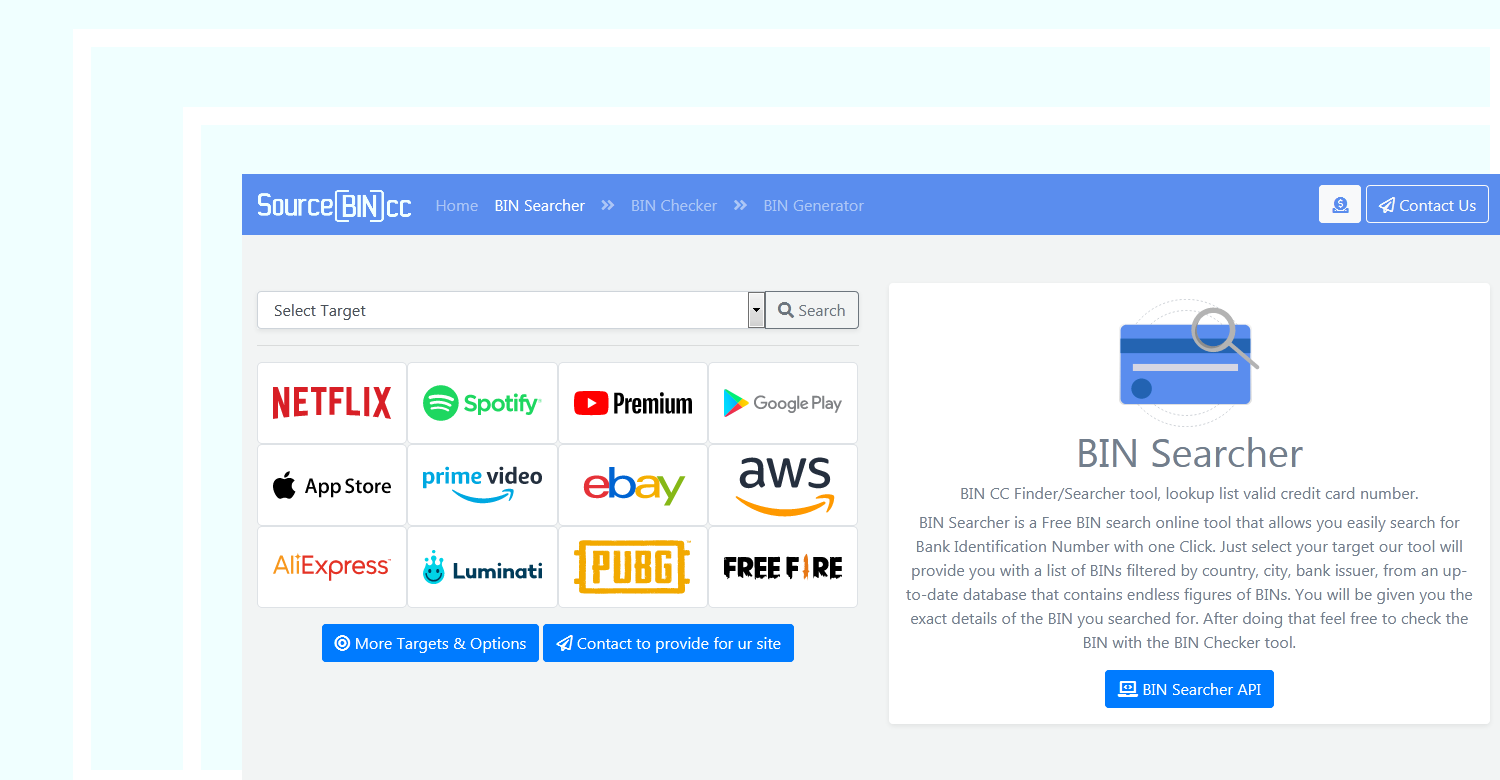 Source[BIN]cc
Home
BIN Searcher
BIN Checker
BIN Generator
Contact Us
Select Target
Search
NETFLIX
Spotify
Premium
Google Play
App Store
prime video
ebay
aws
AliExpress
Luminati
PUBG
FREE FIRE
More Targets & Options
Contact to provide for ur site
BIN Searcher
BIN CC Finder/Searcher tool, lookup list valid credit card number.
BIN Searcher is a Free BIN search online tool that allows you easily search for
Bank Identification Number with one Click. Just select your target our tool will
provide you with a list of BINs filtered by country, city, bank issuer, from an up-
to-date database that contains endless figures of BINs. You will be given you the
exact details of the BIN you searched for. After doing that feel free to check the
BIN with the BIN Checker tool.
BIN Searcher API